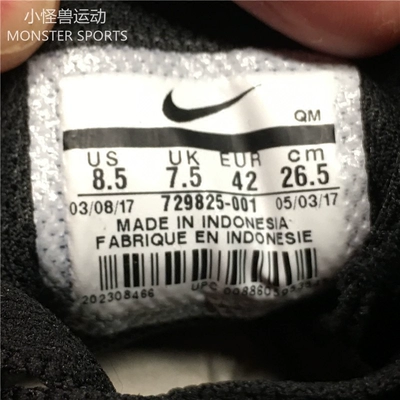 小怪兽运动
MONSTER SPORTS
QM
US UK EUR cm
8.5 7.5 42 26.5
03/08/17 729825-001 05/03/17
MADE IN INDONESIA
FABRIQUE EN INDONESIE
202308466 UPC